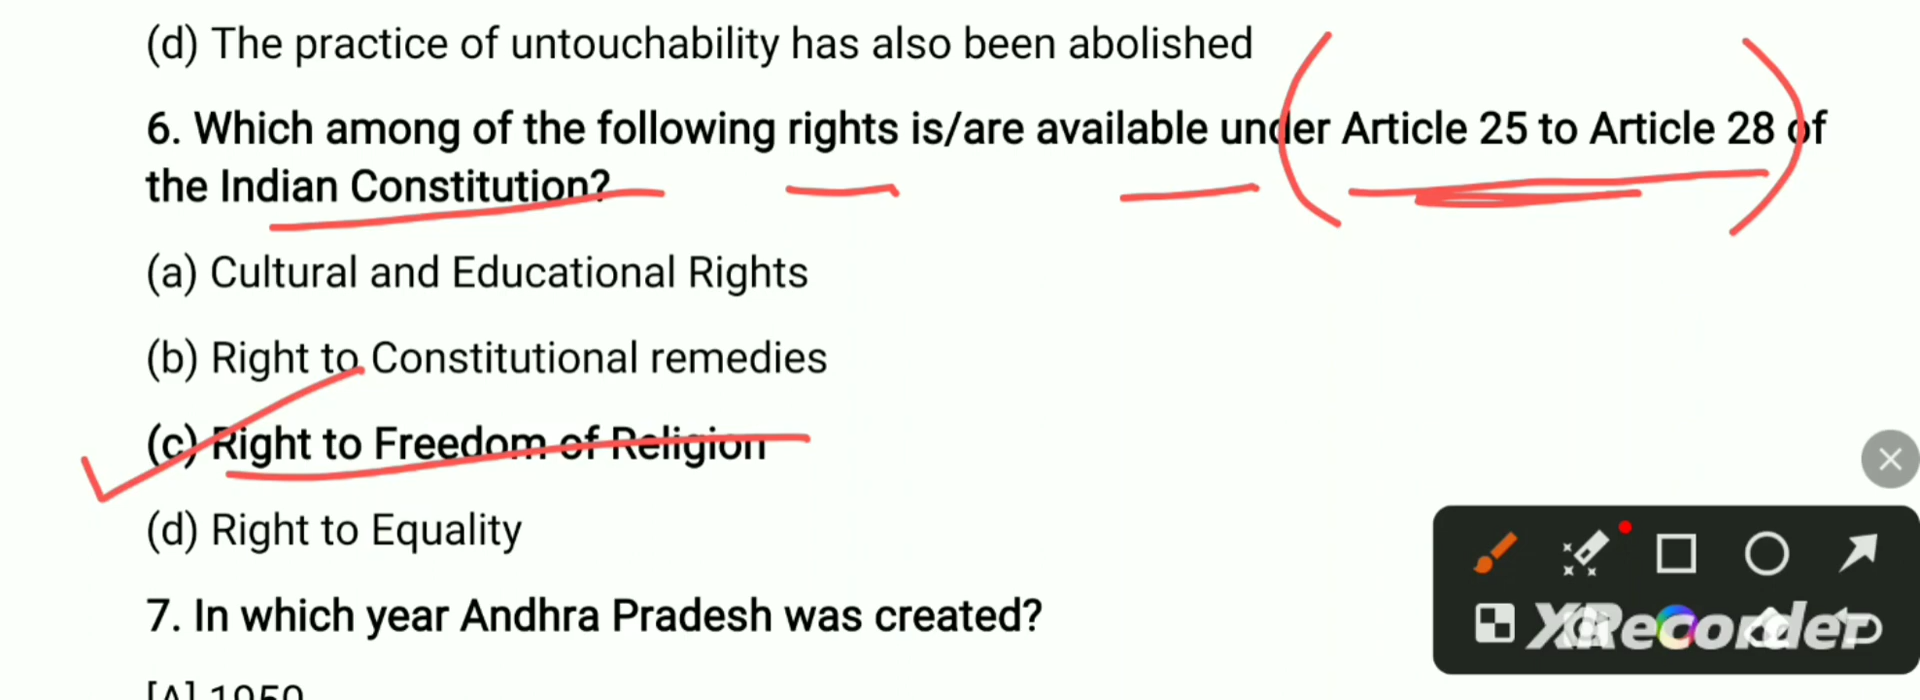 (d) The practice of untouchability has also been abolished
6. Which among of the following rights is/are available under Article 25 to Article 28 of
the Indian Constitution?
(a) Cultural and Educational Rights
(b) Right to Constitutional remedies
(c) Right to Freedom of Religion
(d) Right to Equality
7. In which year Andhra Pradesh was created?
[A] 1950
XRecorder